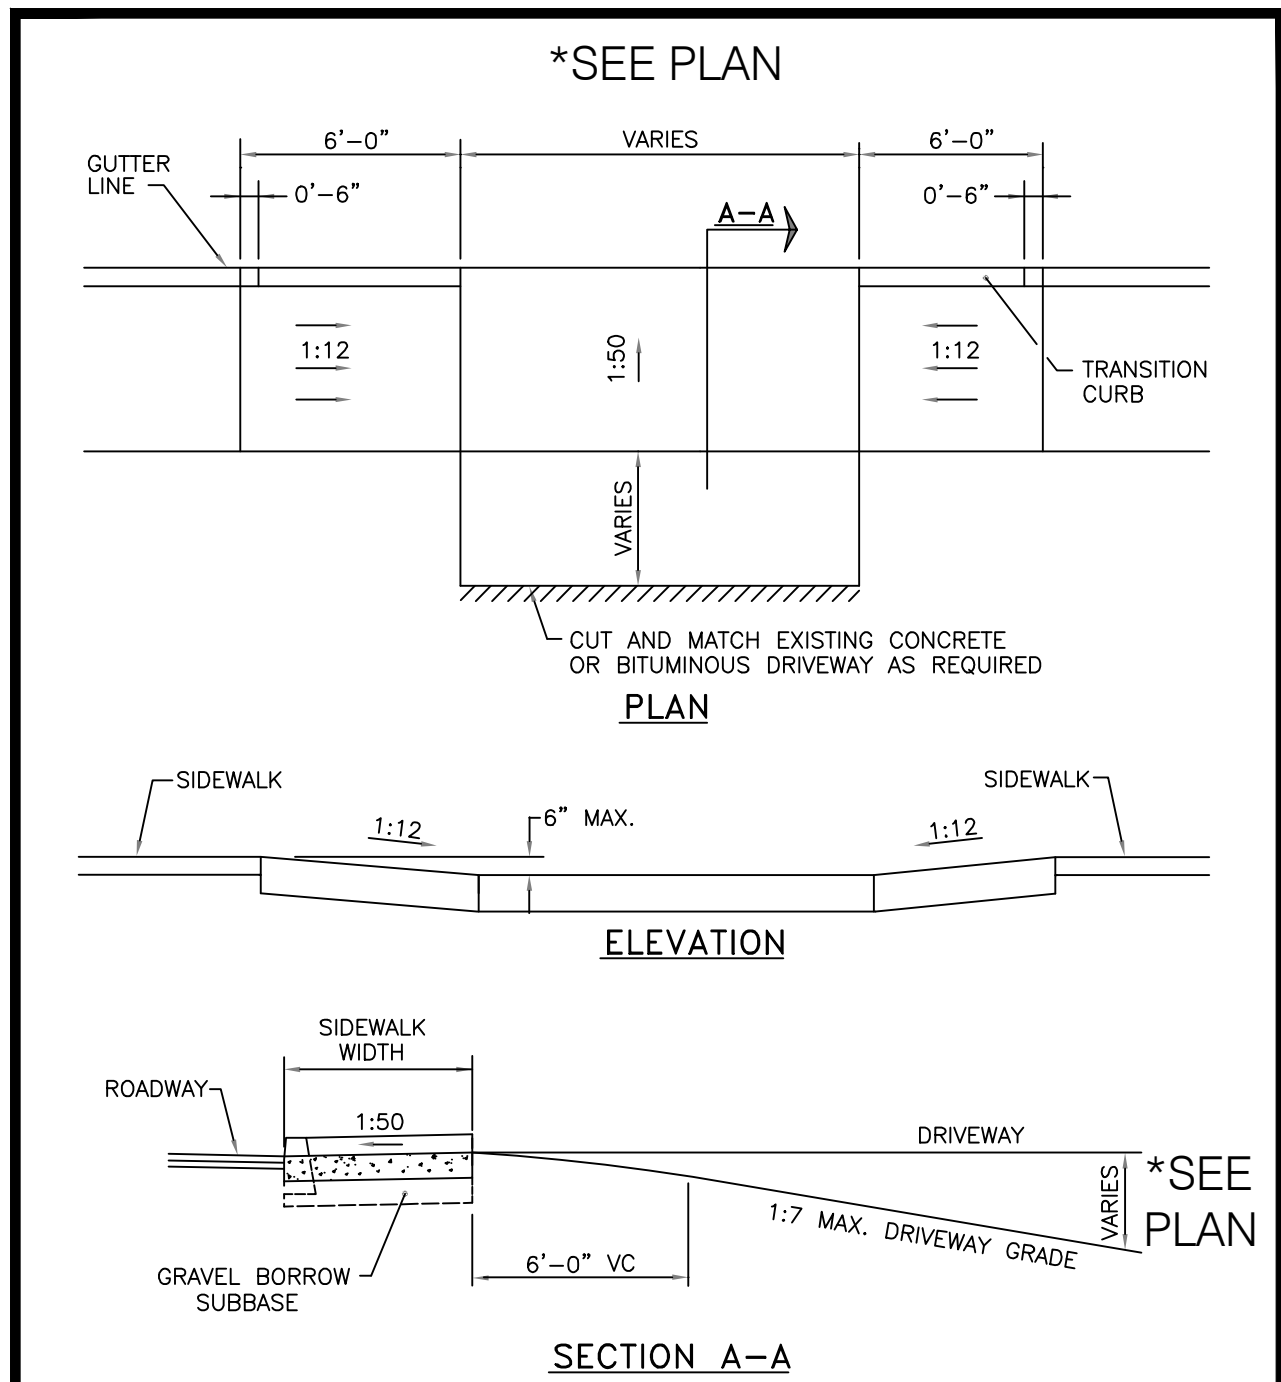 *SEE PLAN
6'-0"
VARIES
6'-0"
GUTTER
LINE
0'-6"
0'-6"
A-A
1:12
1:50
1:12
TRANSITION
CURB
VARIES
CUT AND MATCH EXISTING CONCRETE
OR BITUMINOUS DRIVEWAY AS REQUIRED
PLAN
SIDEWALK
SIDEWALK
1:12
6" MAX.
1:12
ELEVATION
SIDEWALK
WIDTH
ROADWAY
1:50
DRIVEWAY
VARIES
*SEE
PLAN
1:7 MAX. DRIVEWAY GRADE
6'-0" VC
GRAVEL BORROW
SUBBASE
SECTION A-A